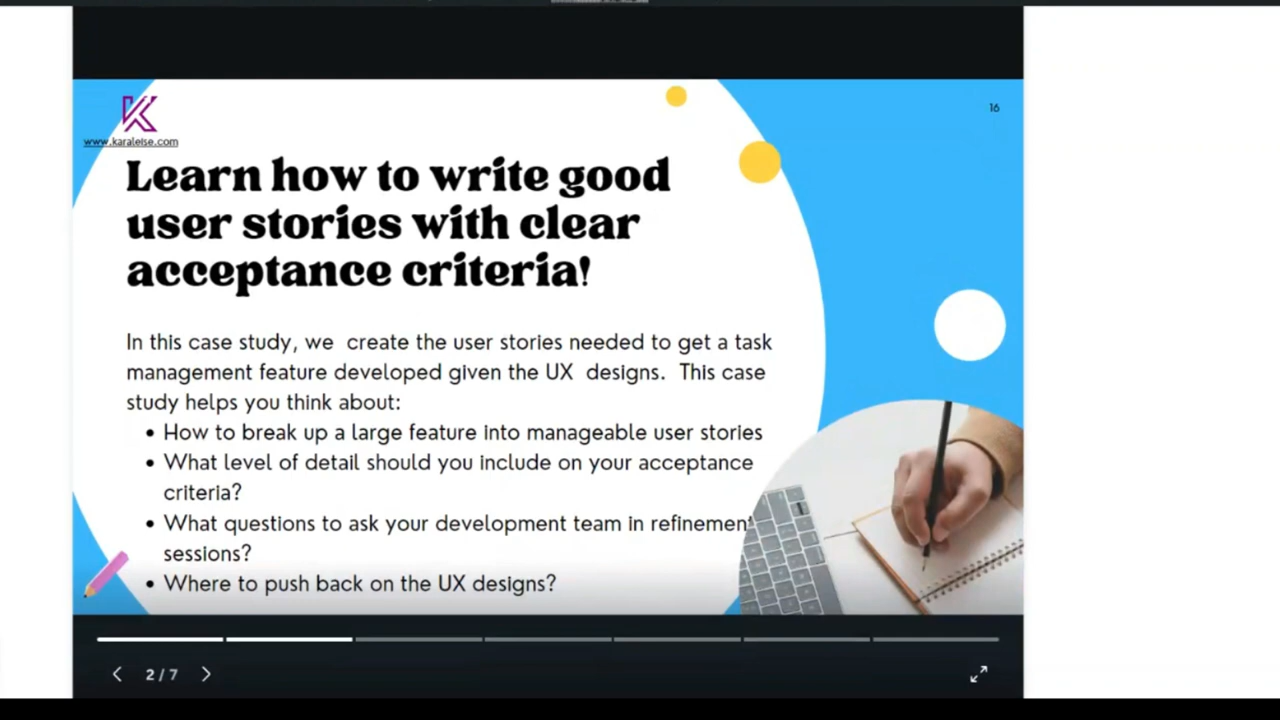 16
www.karaleise.com
Learn how to write good
user stories with clear
acceptance criteria!
In this case study, we create the user stories needed to get a task
management feature developed given the UX designs. This case
study helps you think about:
• How to break up a large feature into manageable user stories
• What level of detail should you include on your acceptance
criteria?
• What questions to ask your development team in refinement
sessions?
• Where to push back on the UX designs?
2 / 7